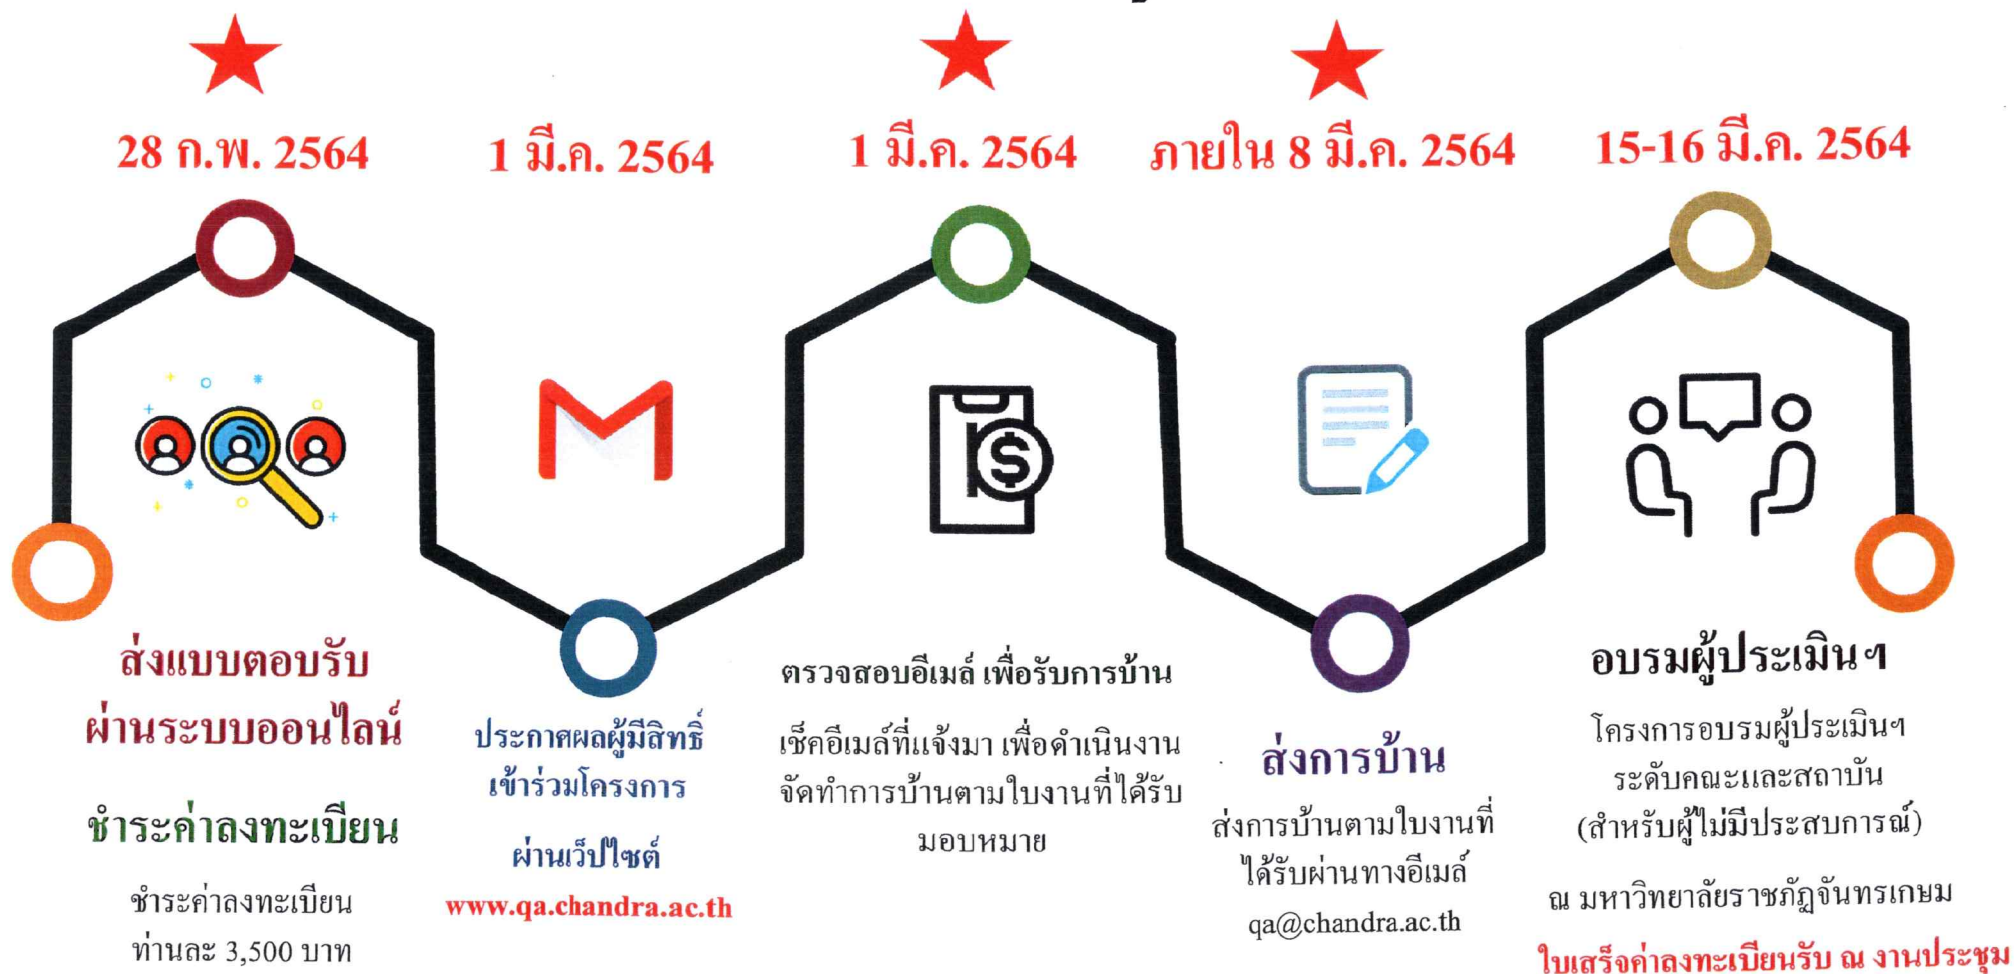 28 ก.พ. 2564
1 มี.ค. 2564
1 มี.ค. 2564
ภายใน 8 มี.ค. 2564
15-16 มี.ค. 2564
ส่งแบบตอบรับ
ผ่านระบบออนไลน์
ชำระค่าลงทะเบียน
ชำระค่าลงทะเบียน
ท่านละ 3,500 บาท
ประกาศผลผู้มีสิทธิ์
เข้าร่วมโครงการ
ผ่านเว็ปไซต์
www.qa.chandra.ac.th
ตรวจสอบอีเมล์ เพื่อรับการบ้าน
เช็คอีเมล์ที่แจ้งมา เพื่อดำเนินงาน
จัดทำการบ้านตามใบงานที่ได้รับ
มอบหมาย
ส่งการบ้าน
ส่งการบ้านตามใบงานที่
ได้รับผ่านทางอีเมล์
qa@chandra.ac.th
อบรมผู้ประเมินฯ
โครงการอบรมผู้ประเมินฯ
ระดับคณะและสถาบัน
(สำหรับผู้ไม่มีประสบการณ์)
ณ มหาวิทยาลัยราชภัฏจันทรเกษม
ใบเสร็จค่าลงทะเบียนรับ ณ งานประชุม